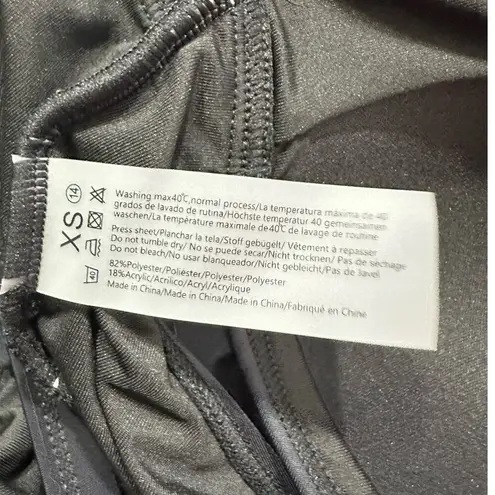 XS
14
40
Washing max40℃,normal process/La temperatura máxima de 40
grados de lavado de rutina/Höchste temperatur 40 gemeinsamen
waschen/La température maximale de40℃ de lavage de routine
Press sheet/Planchar la tela/Stoff gebügelt/ Vêtement à repasser
Do not tumble dry/ No se puede secar/Nicht trocknen/ Pas de séchage
Do not bleach/No usar blanqueador/Nicht gebleicht/Pas de Javel
82%Polyester/Poliéster/Polyester/Polyester
18%Acrylic/Acrílico/Acryl/Acrylique
Made in China/Made in China/Made in China/Fabriqué en Chine